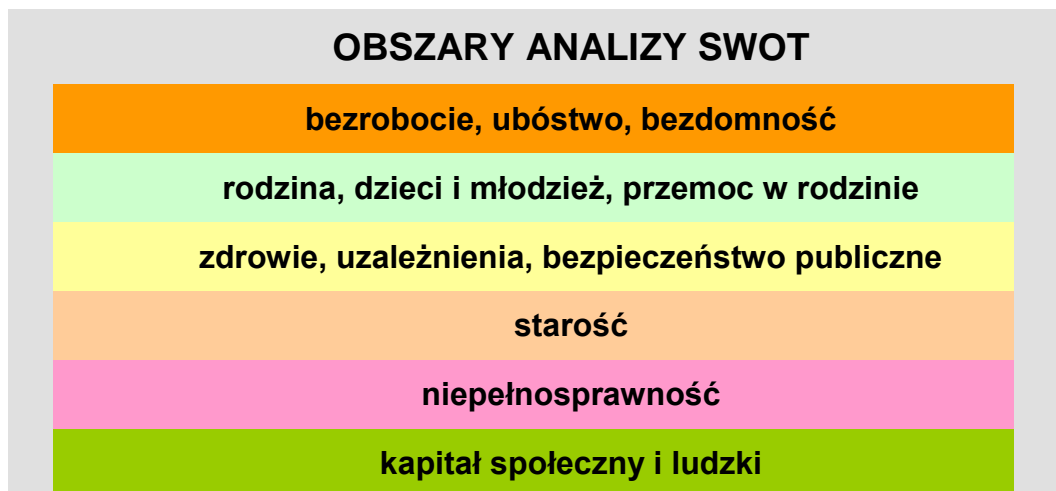 OBSZARY ANALIZY SWOT
bezrobocie, ubóstwo, bezdomność
rodzina, dzieci i młodzież, przemoc w rodzinie
zdrowie, uzależnienia, bezpieczeństwo publiczne
starość
niepełnosprawność
kapitał społeczny i ludzki